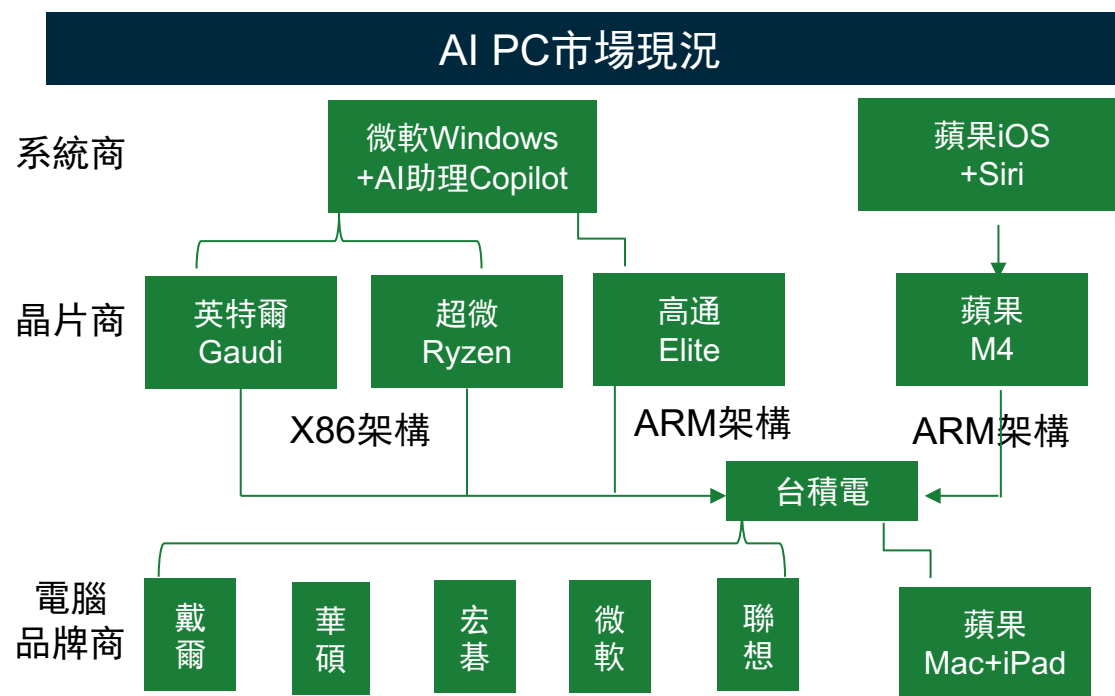 AI PC市場現況
系統商
微軟Windows
+AI助理Copilot
蘋果iOS
+Siri
晶片商
英特爾
Gaudi
超微
Ryzen
高通
Elite
蘋果
M4
X86架構
ARM架構
ARM架構
台積電
電腦
品牌商
戴爾
華碩
宏碁
微軟
聯想
蘋果
Mac+iPad